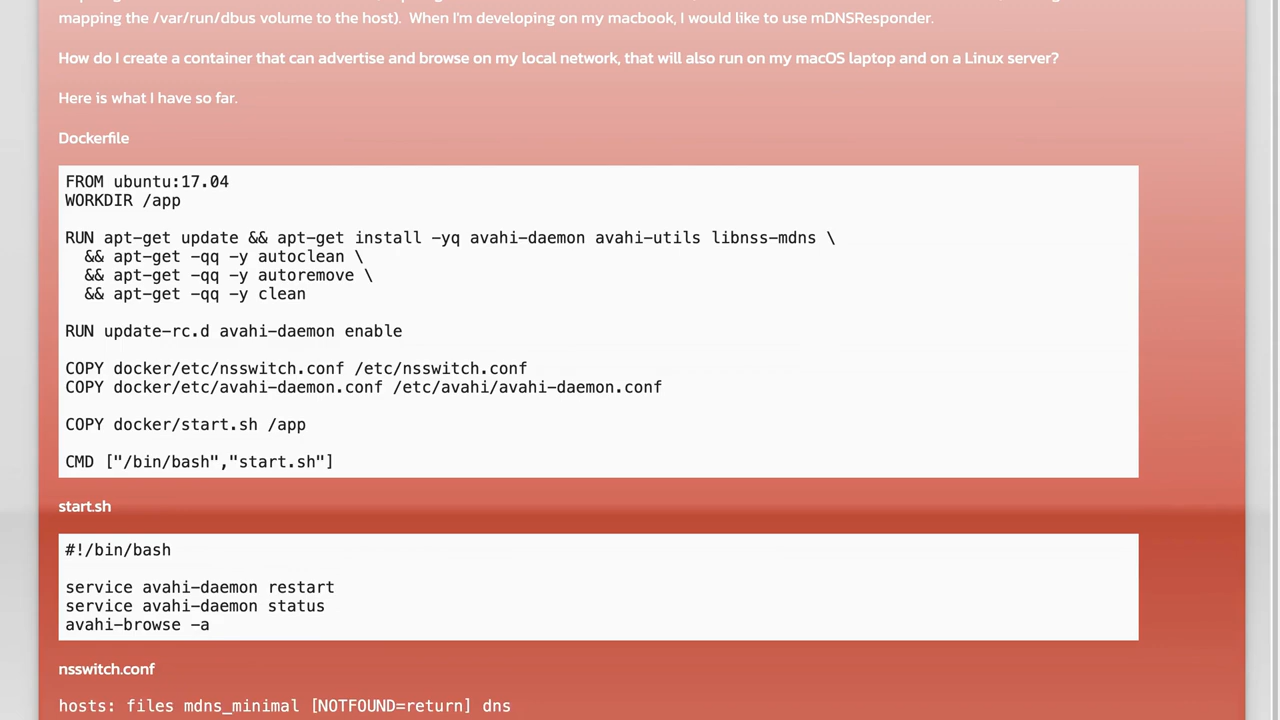 mapping the /var/run/dbus volume to the host).  When I'm developing on my macbook, I would like to use mDNSResponder.
How do I create a container that can advertise and browse on my local network, that will also run on my macOS laptop and on a Linux server?
Here is what I have so far.
Dockerfile
FROM ubuntu:17.04
WORKDIR /app
RUN apt-get update && apt-get install -yq avahi-daemon avahi-utils libnss-mdns \
  && apt-get -qq -y autoclean \
  && apt-get -qq -y autoremove \
  && apt-get -qq -y clean
RUN update-rc.d avahi-daemon enable
COPY docker/etc/nsswitch.conf /etc/nsswitch.conf
COPY docker/etc/avahi-daemon.conf /etc/avahi/avahi-daemon.conf
COPY docker/start.sh /app
CMD ["/bin/bash","start.sh"]
start.sh
#!/bin/bash
service avahi-daemon restart
service avahi-daemon status
avahi-browse -a
nsswitch.conf
hosts: files mdns_minimal [NOTFOUND=return] dns